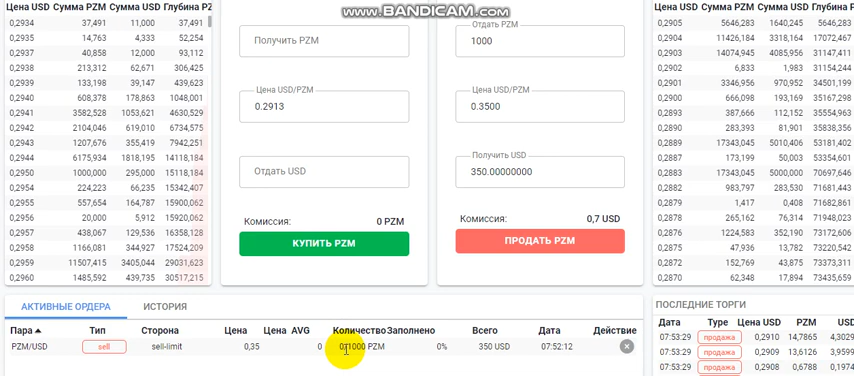 www.BANDICAM.com
Цена USD Сумма PZM Сумма USD Глубина PZ
0,2934 37,491 11,000 37,491
0,2935 14,763 4,333 52,254
0,2937 40,858 12,000 93,112
0,2938 213,312 62,671 306,425
0,2939 133,198 39,147 439,623
0,2940 608,378 178,863 1048,001
0,2941 3582,528 1053,621 4630,529
0,2942 2104,046 619,010 6734,575
0,2943 1207,676 355,419 7942,251
0,2944 6175,934 1818,195 14118,184
0,2950 1000,000 295,000 15118,184
0,2954 224,223 66,235 15342,407
0,2955 557,654 164,787 15900,062
0,2956 20,000 5,912 15920,062
0,2957 438,067 129,536 16358,128
0,2958 1166,081 344,927 17524,209
0,2959 11507,415 3405,044 29031,623
0,2960 1485,592 439,735 30517,215
Получить PZM
Цена USD/PZM
0.2913
Отдать USD
Комиссия: 0 PZM
КУПИТЬ PZM
Отдать PZM
1000
Цена USD/PZM
0.3500
Получить USD
350.00000000
Комиссия: 0,7 USD
ПРОДАТЬ PZM
Цена USD Сумма PZM Сумма USD Глубина PZM
0,2905 5646,283 1640,245 5646,283
0,2904 11426,184 3318,164 17072,467
0,2903 14074,945 4085,956 31147,411
0,2902 6,833 1,983 31154,244
0,2901 3346,956 970,952 34501,199
0,2900 666,098 193,169 35167,298
0,2893 387,666 112,152 35554,963
0,2890 283,393 81,901 35838,356
0,2889 17343,045 5010,406 53181,402
0,2887 173,199 50,003 53354,601
0,2883 17343,045 5000,000 70697,646
0,2882 983,797 283,530 71681,443
0,2879 1,417 0,408 71682,861
0,2878 265,162 76,314 71948,023
0,2876 1224,583 352,190 73172,606
0,2875 47,936 13,782 73220,542
0,2872 152,769 43,875 73373,311
0,2870 62,348 17,894 73435,659
АКТИВНЫЕ ОРДЕРА ИСТОРИЯ
Пара Тип Сторона Цена Цена AVG Количество Заполнено Всего Дата Действие
PZM/USD sell sell-limit 0,35 0 0/1000 PZM 0% 350 USD 07:52:12
ПОСЛЕДНИЕ ТОРГИ
Дата Type Цена USD PZM USD
07:53:29 продажа 0,2910 14,7865 4,3029
07:53:29 продажа 0,2909 13,6126 3,9599
07:53:29 продажа 0,2908 0,6788 0,1974